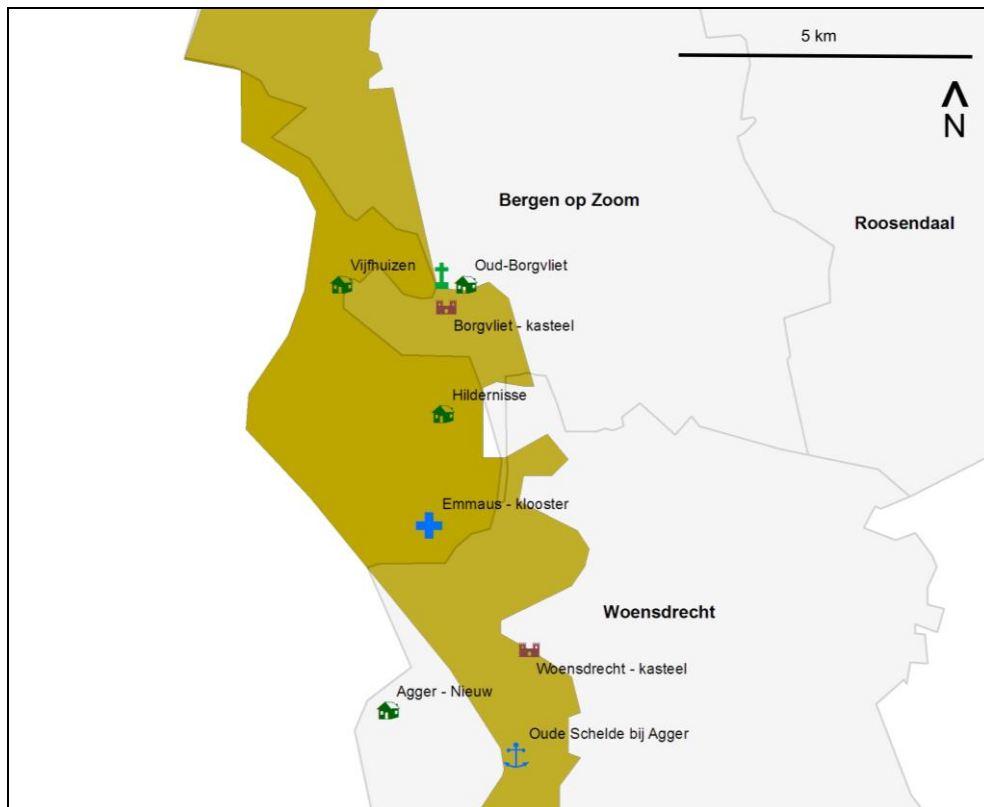 5 km
N
Bergen op Zoom
Roosendaal
Vijfhuizen
Oud-Borgvliet
Borgvliet - kasteel
Hildernisse
Emmaus - klooster
Woensdrecht
Woensdrecht - kasteel
Agger - Nieuw
Oude Schelde bij Agger